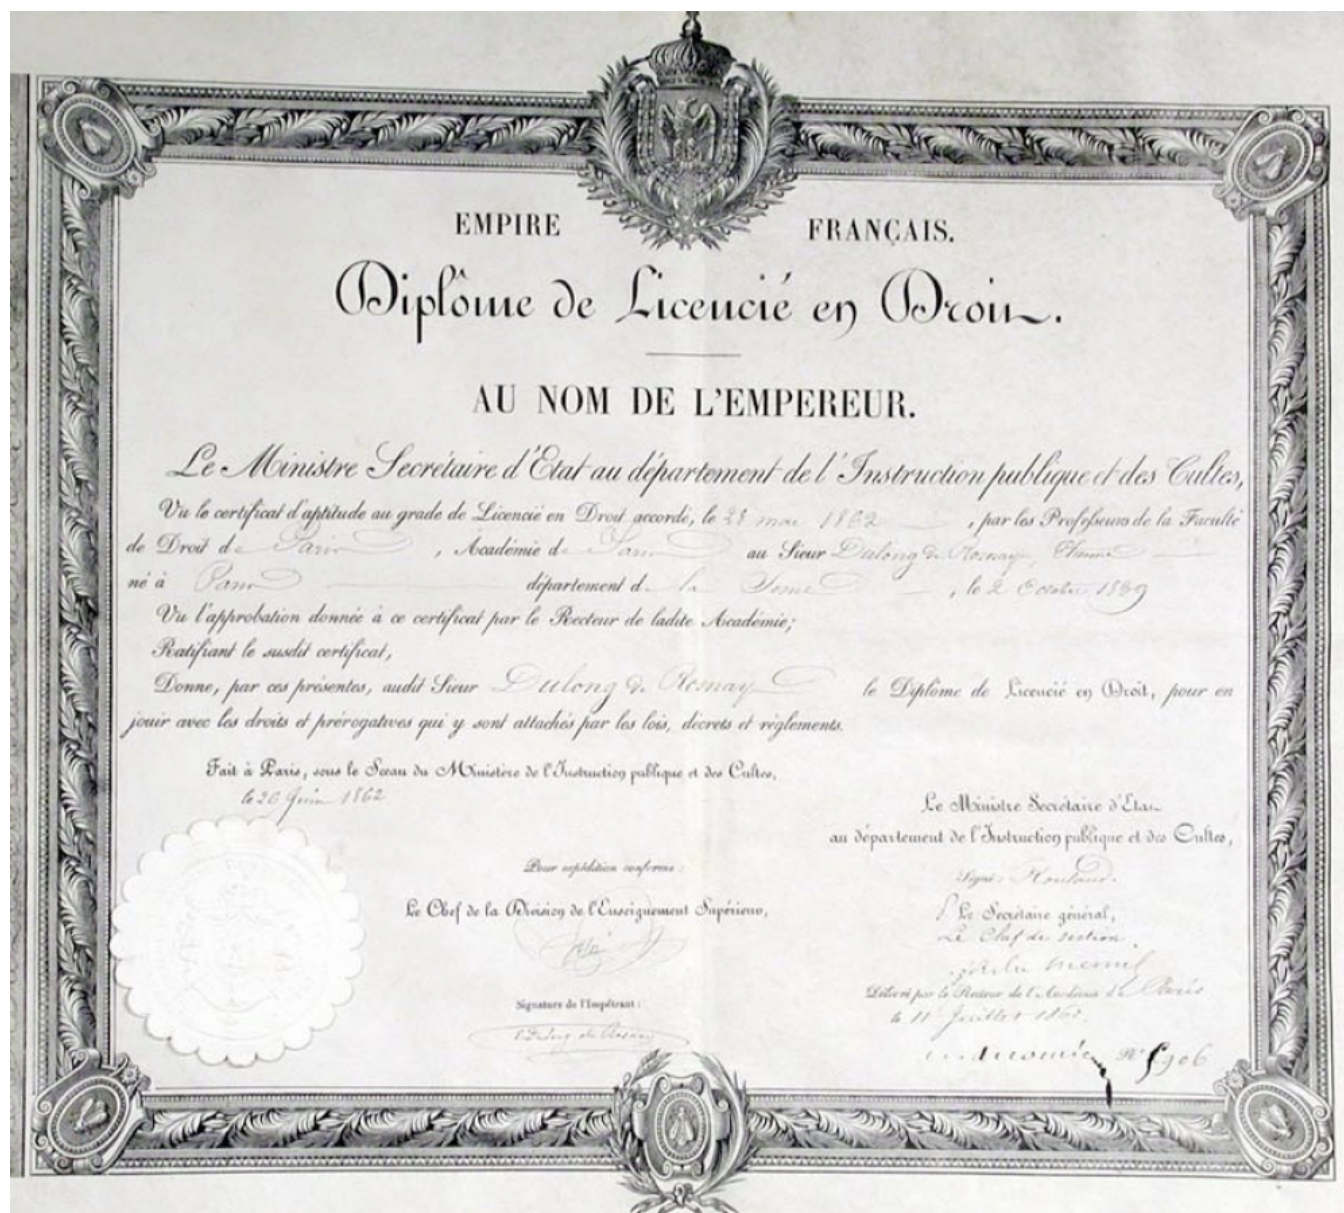 EMPIRE FRANÇAIS.
Diplôme de Licencié en Droit.
AU NOM DE L'EMPEREUR.
Le Ministre Secrétaire d'Etat au département de l'Instruction publique et des Cultes,
Vu le certificat d'aptitude au grade de Licencié en Droit accordé, le 28 mai 1862, par les Professeurs de la Faculté
de Droit de Paris, Académie de Paris au Sieur Dulong de Rosnay,
né à Paris département de la Seine, le 2 Octobre 1839
Vu l'approbation donnée à ce certificat par le Recteur de ladite Académie;
Ratifiant le susdit certificat,
Donne, par ces présentes, audit Sieur Dulong de Rosnay le Diplôme de Licencié en Droit, pour en
jouir avec les droits et prérogatives qui y sont attachés par les lois, décrets et règlements.
Fait à Paris, sous le Sceau du Ministère de l'Instruction publique et des Cultes,
le 26 Juin 1862
Le Ministre Secrétaire d'Etat
au département de l'Instruction publique et des Cultes,
Signé: Rouland.
Pour expédition conforme:
Le Chef de la Division de l'Enseignement Supérieur,
P. Le Secrétaire général,
Le Chef de section
Délivré par le Recteur de l'Académie de Paris
le 11 Juillet 1862.
Signature de l'Impétrant:
E. Dulong de Rosnay